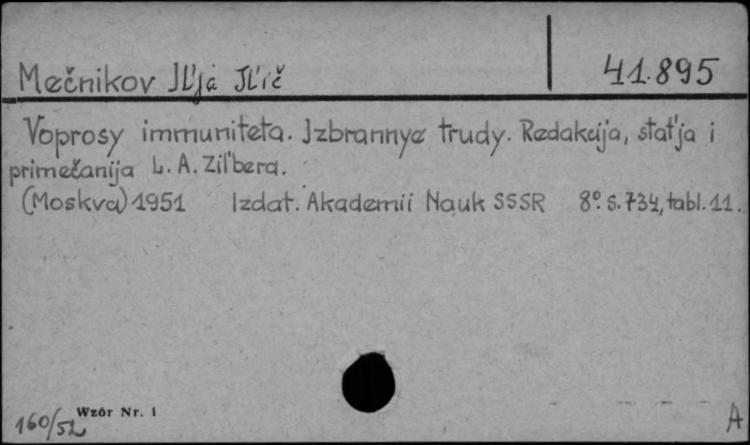 Mečnikov Il'ja Il'ič 41.895
Voprosy immuniteta. Izbrannye trudy. Redakcija, stat'ja i
primečanija L. A. Zil'bera.
(Moskva) 1951 Izdat. Akademii Nauk SSSR 8° s. 734, tabl. 11.
160/52 Wzór Nr. 1 A